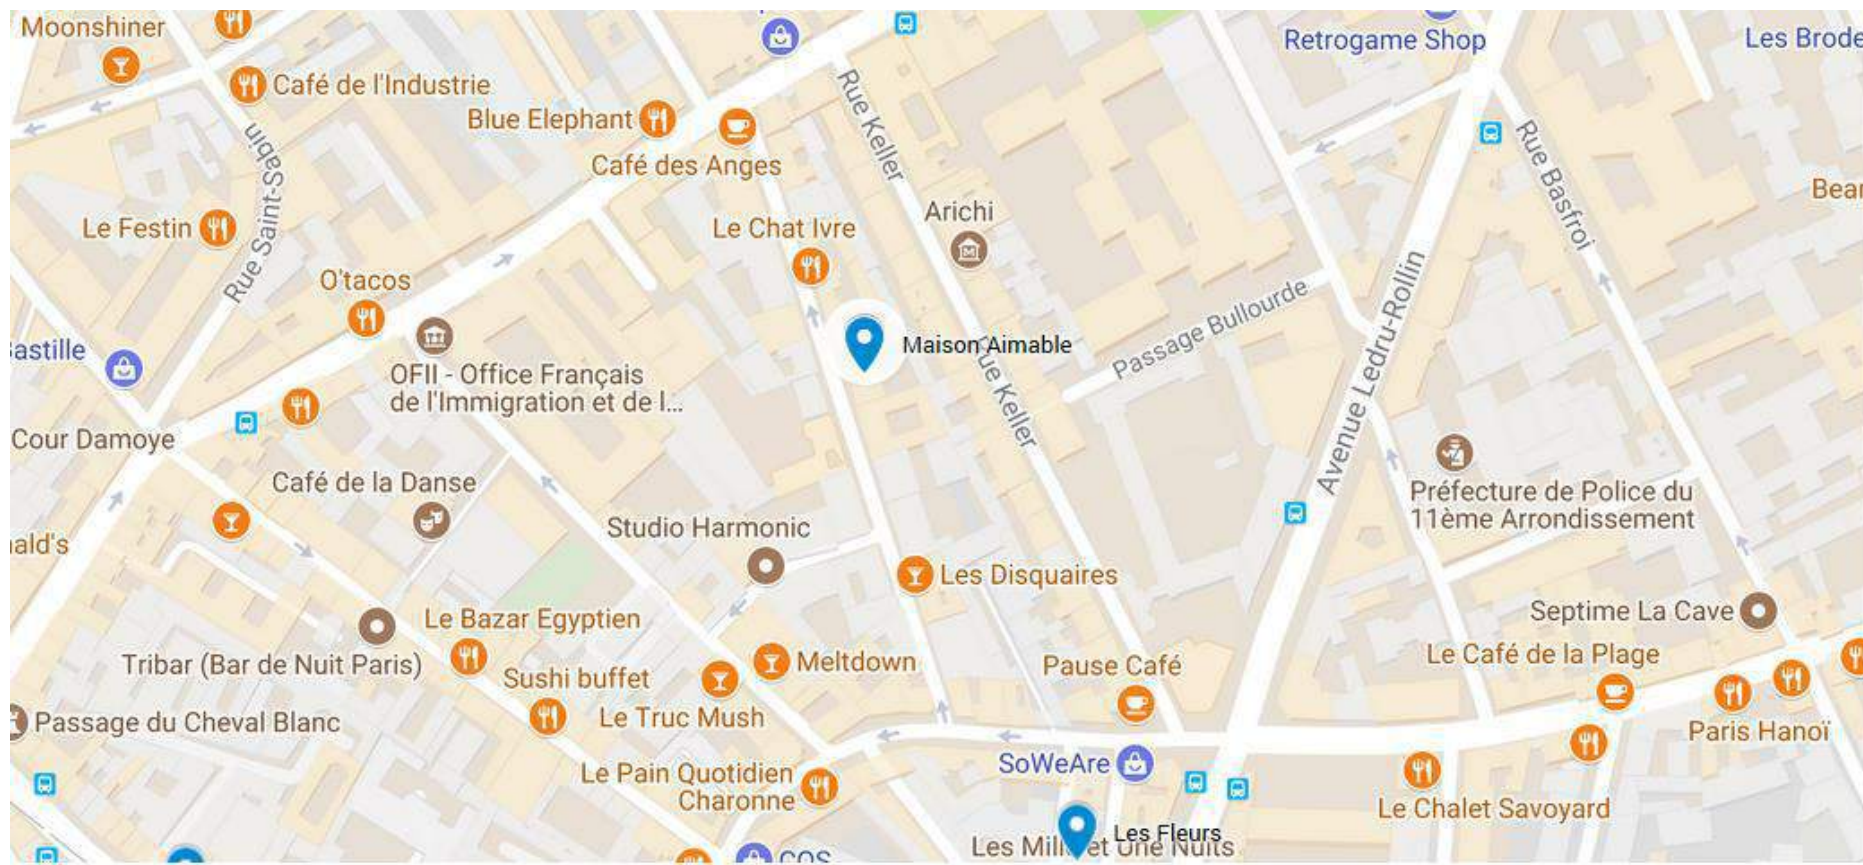 Moonshiner
Café de l'Industrie
Retrogame Shop
Les Brode
Blue Elephant
Café des Anges
Rue Keller
Rue Saint-Sabin
Rue Basfroi
Bear
Le Festin
Le Chat Ivre
Arichi
O'tacos
Passage Bullourde
Avenue Ledru-Rollin
Maison Aimable
Rue Keller
astille
OFII - Office Français
de l'Immigration et de l...
Cour Damoye
Café de la Danse
Préfecture de Police du
11ème Arrondissement
Studio Harmonic
ald's
Les Disquaires
Le Bazar Egyptien
Septime La Cave
Tribar (Bar de Nuit Paris)
Sushi buffet
Meltdown
Pause Café
Le Café de la Plage
Passage du Cheval Blanc
Le Truc Mush
Paris Hanoï
SoWeAre
Le Pain Quotidien
Charonne
Le Chalet Savoyard
Les Fleurs
Les Mille et Une Nuits
COS